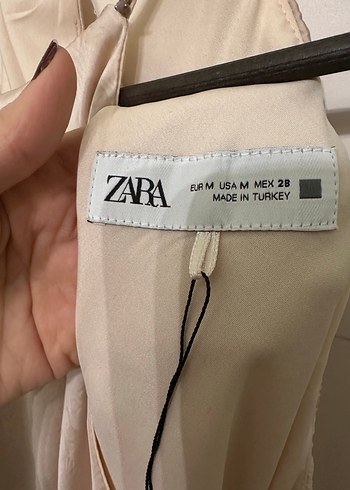 ZARA
EUR M USA M MEX 28
MADE IN TURKEY